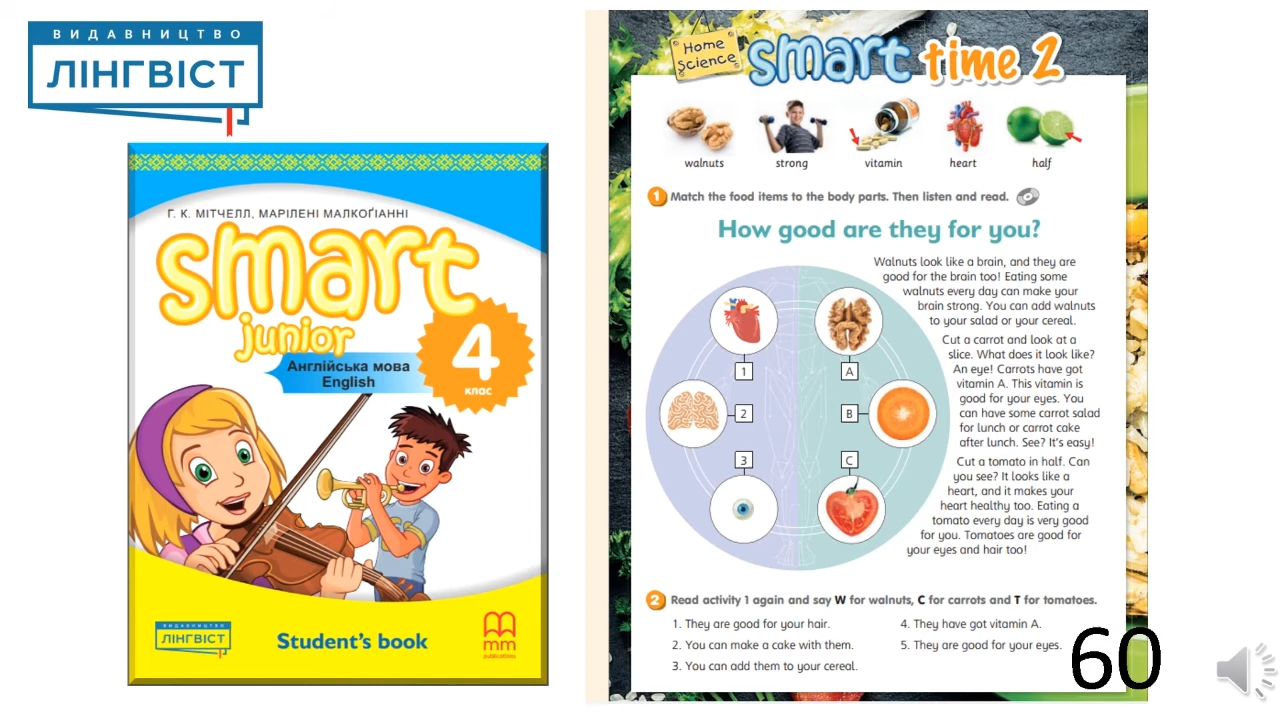 ВИДАВНИЦТВО
ЛІНГВІСТ
Г. К. МІТЧЕЛЛ, МАРІЛЕНІ МАЛКОҐІАННІ
smart
junior
4
клас
Англійська мова
English
ВИДАВНИЦТВО
ЛІНГВІСТ
Student's book
mm
publications
Home
Science
smart time 2
walnuts
strong
vitamin
heart
half
1 Match the food items to the body parts. Then listen and read.
How good are they for you?
Walnuts look like a brain, and they are
good for the brain too! Eating some
walnuts every day can make your
brain strong. You can add walnuts
to your salad or your cereal.
Cut a carrot and look at a
slice. What does it look like?
An eye! Carrots have got
vitamin A. This vitamin is
good for your eyes. You
can have some carrot salad
for lunch or carrot cake
after lunch. See? It's easy!
Cut a tomato in half. Can
you see? It looks like a
heart, and it makes your
heart healthy too. Eating a
tomato every day is very good
for you. Tomatoes are good for
your eyes and hair too!
1
A
2
B
3
C
2 Read activity 1 again and say W for walnuts, C for carrots and T for tomatoes.
1. They are good for your hair.
2. You can make a cake with them.
3. You can add them to your cereal.
4. They have got vitamin A.
5. They are good for your eyes.
60